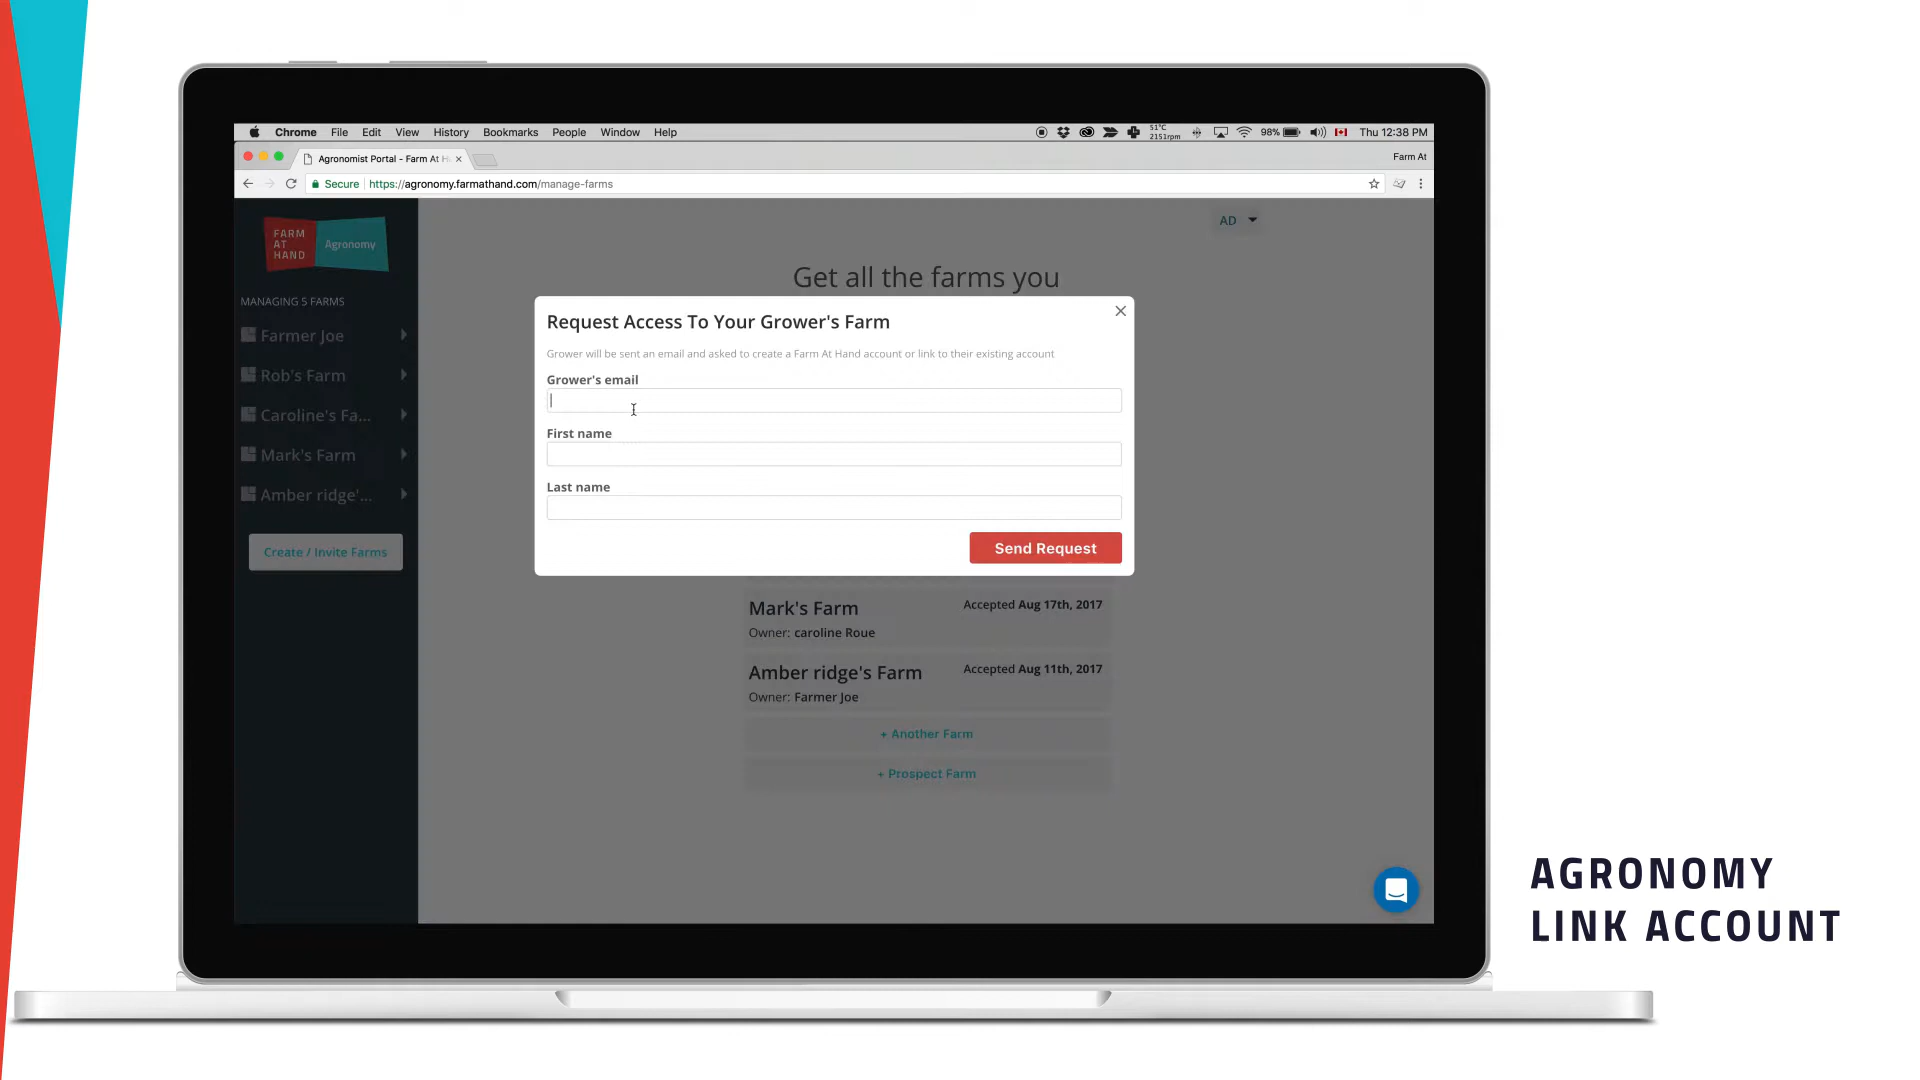 Chrome File Edit View History Bookmarks People Window Help
51°C
2151rpm
98%
Thu 12:38 PM
Agronomist Portal - Farm At H
Farm At
Secure
https://agronomy.farmathand.com/manage-farms
FARM
AT
HAND
Agronomy
AD
MANAGING 5 FARMS
Farmer Joe
Rob's Farm
Caroline's Fa...
Mark's Farm
Amber ridge'...
Create / Invite Farms
Get all the farms you
Request Access To Your Grower's Farm
Grower will be sent an email and asked to create a Farm At Hand account or link to their existing account
Grower's email
First name
Last name
Send Request
Mark's Farm
Accepted Aug 17th, 2017
Owner: caroline Roue
Amber ridge's Farm
Accepted Aug 11th, 2017
Owner: Farmer Joe
+ Another Farm
+ Prospect Farm
AGRONOMY
LINK ACCOUNT